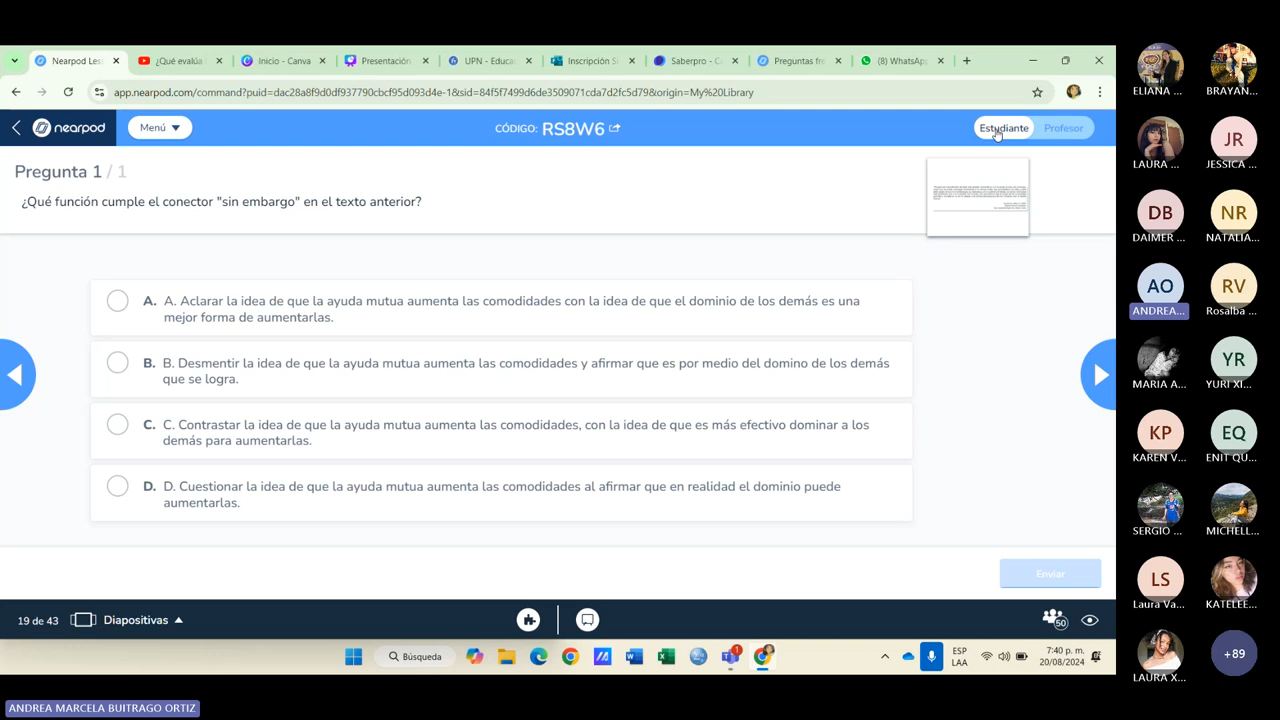 Nearpod Les
¿Qué evalúa l
Inicio - Canva
Presentación
UPN - Educa
Inscripción Si
Saberpro - C
Preguntas fre
(8) WhatsApp
app.nearpod.com/command?puid=dac28a8f9d0df937790cbcf95d093d4e-1&sid=84f5f7499d6de3509071cda7d2fc5d79&origin=My%20Library
nearpod
Menú
CÓDIGO: RS8W6
Estudiante
Profesor
Pregunta 1 / 1
¿Qué función cumple el conector "sin embargo" en el texto anterior?
A. A. Aclarar la idea de que la ayuda mutua aumenta las comodidades con la idea de que el dominio de los demás es una
mejor forma de aumentarlas.
B. B. Desmentir la idea de que la ayuda mutua aumenta las comodidades y afirmar que es por medio del domino de los demás
que se logra.
C. C. Contrastar la idea de que la ayuda mutua aumenta las comodidades, con la idea de que es más efectivo dominar a los
demás para aumentarlas.
D. D. Cuestionar la idea de que la ayuda mutua aumenta las comodidades al afirmar que en realidad el dominio puede
aumentarlas.
Enviar
19 de 43
Diapositivas
50
Búsqueda
1
ESP
LAA
7:40 p. m.
20/08/2024
ANDREA MARCELA BUITRAGO ORTIZ
ELIANA ...
BRAYAN...
LAURA ...
JR
JESSICA ...
DB
DAIMER ...
NR
NATALIA...
AO
ANDREA...
RV
Rosalba ...
MARIA A...
YR
YURI XI...
KP
KAREN V...
EQ
ENIT QU...
SERGIO ...
MICHELL...
LS
Laura Va...
KATELEE...
LAURA X...
+89